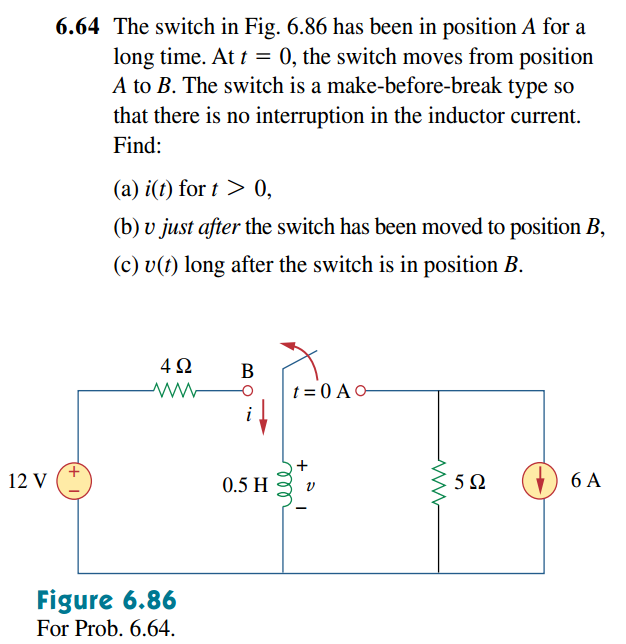 6.64 The switch in Fig. 6.86 has been in position A for a
long time. At t = 0, the switch moves from position
A to B. The switch is a make-before-break type so
that there is no interruption in the inductor current.
Find:
(a) i(t) for t > 0,
(b) v just after the switch has been moved to position B,
(c) v(t) long after the switch is in position B.
4 Ω
B
t = 0 A
i
12 V
+
−
0.5 H
+
v
−
5 Ω
6 A
Figure 6.86
For Prob. 6.64.